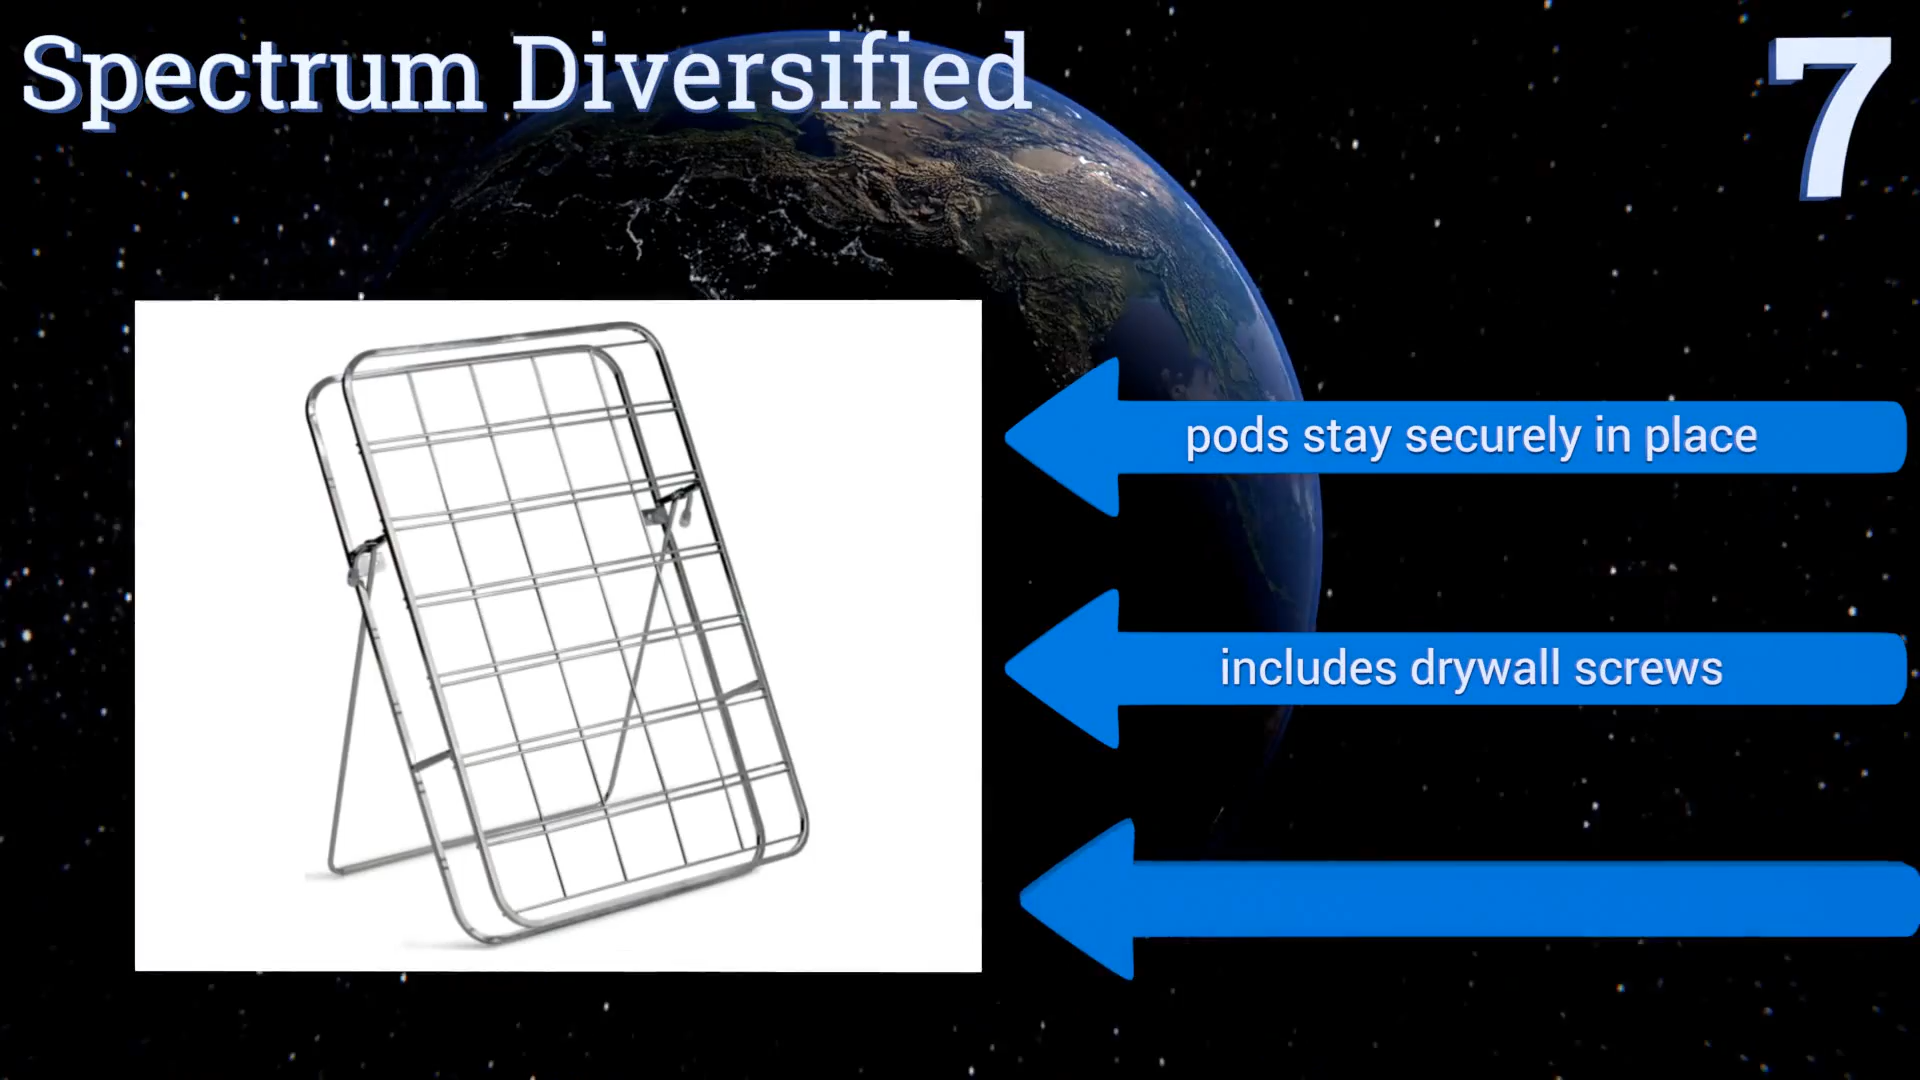 Spectrum Diversified
7
pods stay securely in place
includes drywall screws